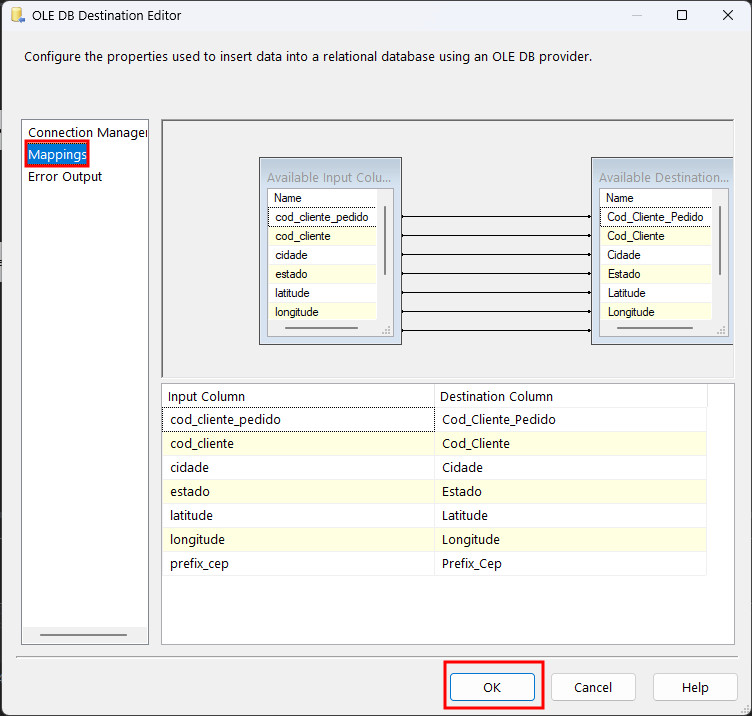 OLE DB Destination Editor
Configure the properties used to insert data into a relational database using an OLE DB provider.
Connection Manager
Mappings
Error Output
Available Input Colu...
Name
cod_cliente_pedido
cod_cliente
cidade
estado
latitude
longitude
Available Destination...
Name
Cod_Cliente_Pedido
Cod_Cliente
Cidade
Estado
Latitude
Longitude
Input Column Destination Column
cod_cliente_pedido Cod_Cliente_Pedido
cod_cliente Cod_Cliente
cidade Cidade
estado Estado
latitude Latitude
longitude Longitude
prefix_cep Prefix_Cep
OK Cancel Help